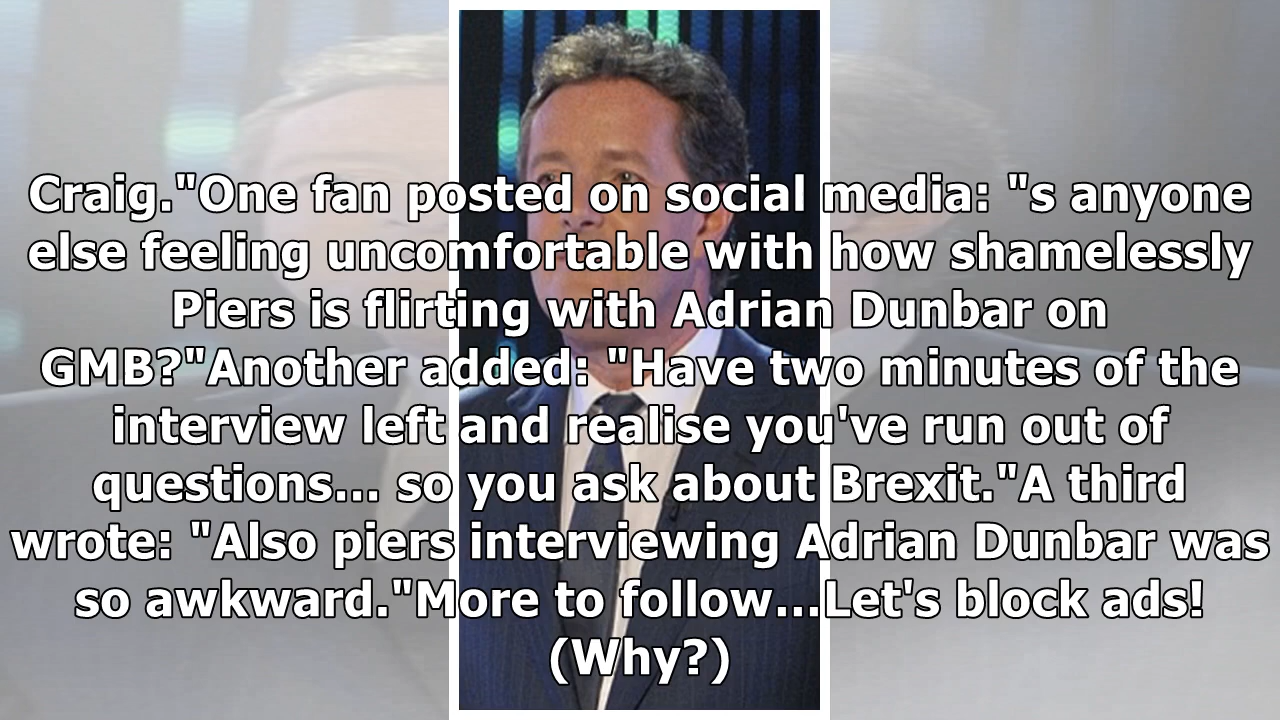 Craig."One fan posted on social media: "s anyone
else feeling uncomfortable with how shamelessly
Piers is flirting with Adrian Dunbar on
GMB?"Another added: "Have two minutes of the
interview left and realise you've run out of
questions... so you ask about Brexit."A third
wrote: "Also piers interviewing Adrian Dunbar was
so awkward."More to follow...Let's block ads!
(Why?)